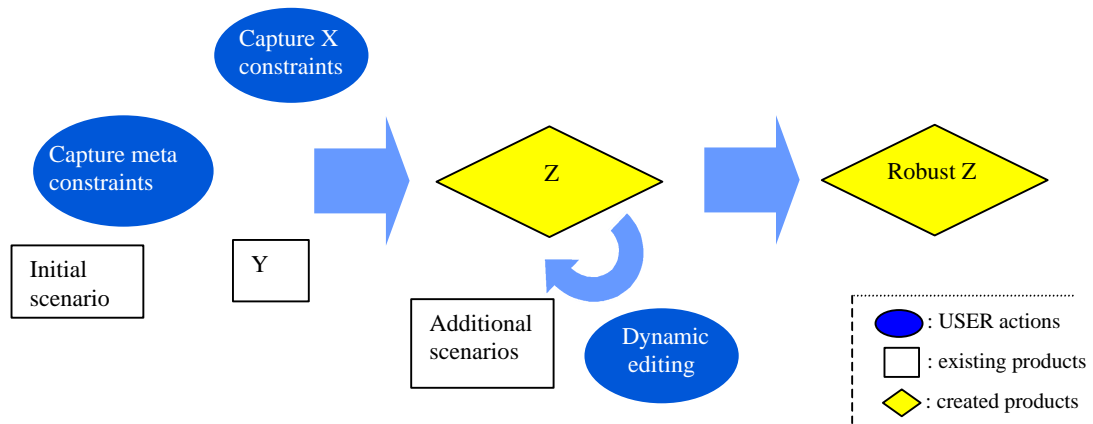 Capture X
constraints
Capture meta
constraints
Initial
scenario
Y
Z
Additional
scenarios
Dynamic
editing
Robust Z
: USER actions
: existing products
: created products